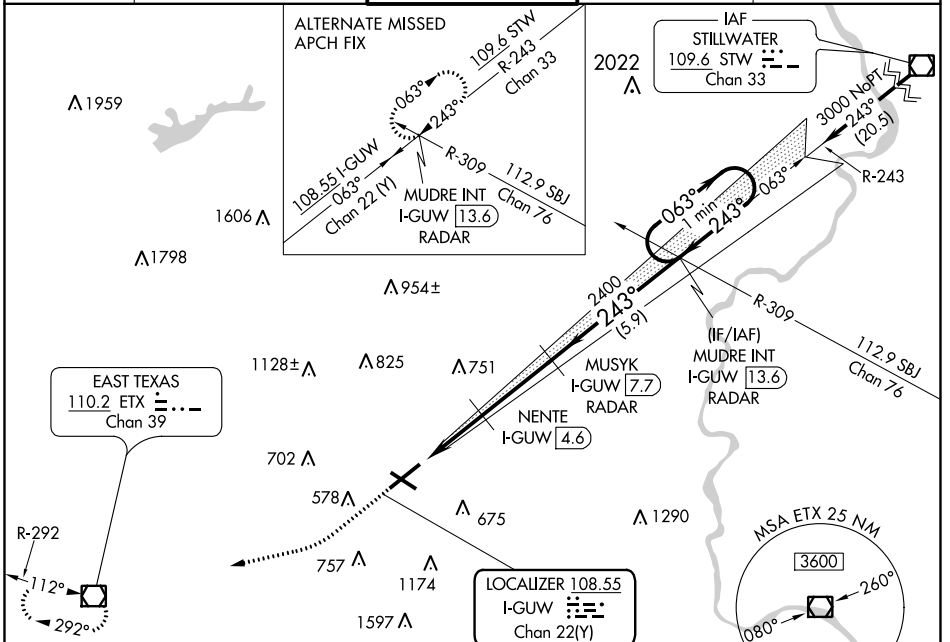 ALTERNATE MISSED
APCH FIX
109.6 STW
R-243
Chan 33
063°
243°
108.55 I-GUW
063°
Chan 22 (Y)
R-309
112.9 SBJ
Chan 76
MUDRE INT
I-GUW 13.6
RADAR
2022
IAF
STILLWATER
109.6 STW
Chan 33
3000 NoPT
243°
(20.5)
R-243
063°
1959
1606
1798
954±
063°
1 min
243°
2400
243°
(5.9)
R-309
112.9 SBJ
Chan 76
(IF/IAF)
MUDRE INT
I-GUW 13.6
RADAR
1128±
825
751
MUSYK
I-GUW 7.7
RADAR
NENTE
I-GUW 4.6
EAST TEXAS
110.2 ETX
Chan 39
702
578
675
1290
757
1174
1597
R-292
112°
292°
LOCALIZER 108.55
I-GUW
Chan 22(Y)
MSA ETX 25 NM
3600
260°
080°